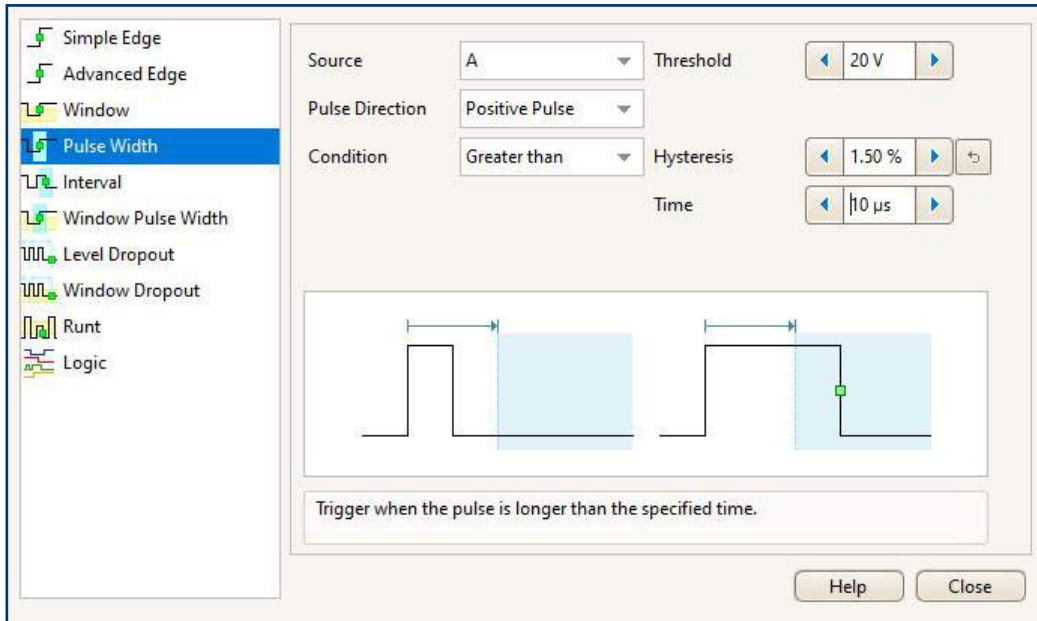 Simple Edge
Advanced Edge
Window
Pulse Width
Interval
Window Pulse Width
Level Dropout
Window Dropout
Runt
Logic
Source A Threshold 20 V
Pulse Direction Positive Pulse
Condition Greater than Hysteresis 1.50 %
Time 10 µs
Trigger when the pulse is longer than the specified time.
Help Close